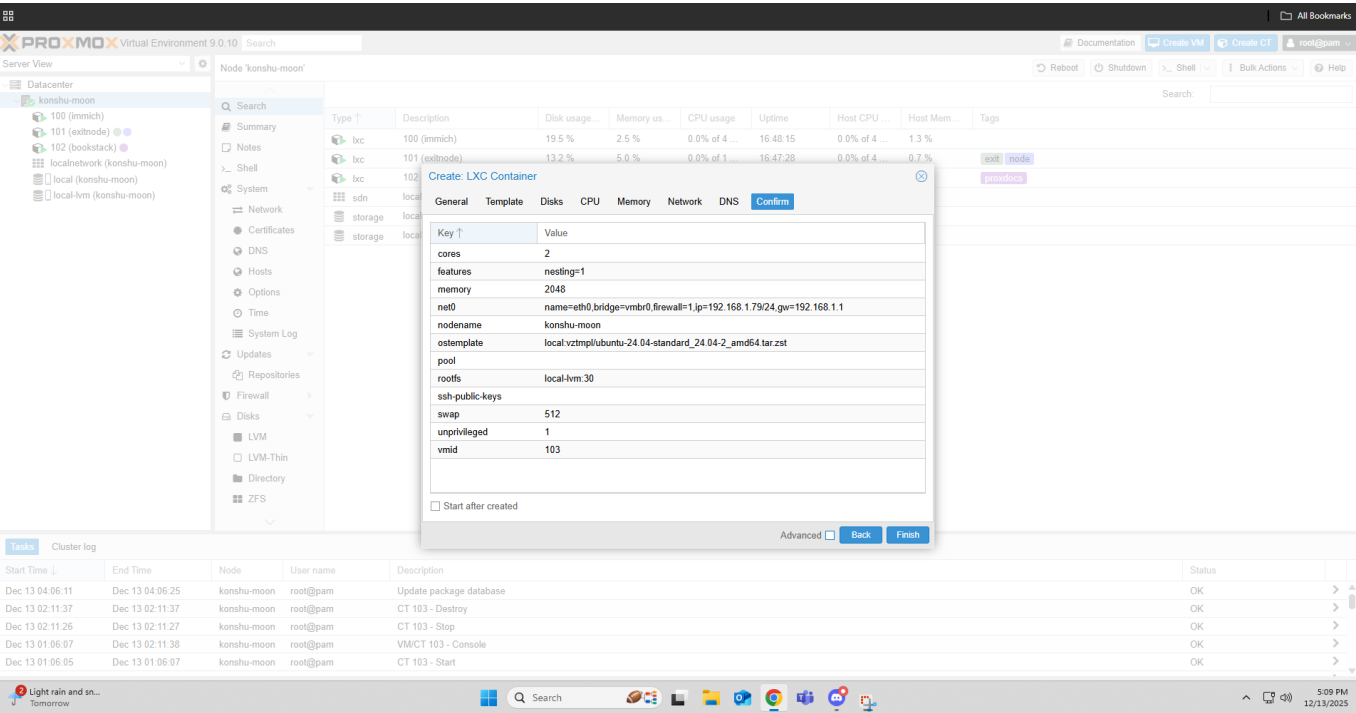 All Bookmarks
PROXMOX Virtual Environment 9.0.10 Search Documentation Create VM Create CT root@pam
Server View
Node 'konshu-moon' Reboot Shutdown >_ Shell Bulk Actions Help
Datacenter
konshu-moon
100 (immich)
101 (exitnode)
102 (bookstack)
localnetwork (konshu-moon)
local (konshu-moon)
local-lvm (konshu-moon)
Search
Summary
Notes
>_ Shell
System
Network
Certificates
DNS
Hosts
Options
Time
System Log
Updates
Repositories
Firewall
Disks
LVM
LVM-Thin
Directory
ZFS
Search:
Type ↑ Description Disk usage... Memory us... CPU usage Uptime Host CPU ... Host Mem... Tags
lxc 100 (immich) 19.5 % 2.5 % 0.0% of 4 ... 16:48:15 0.0% of 4 ... 1.3 %
lxc 101 (exitnode) 13.2 % 5.0 % 0.0% of 1 ... 16:47:28 0.0% of 4 ... 0.7 % exit node
lxc 102 proxdocs
sdn local
storage local
storage local
Create: LXC Container
General Template Disks CPU Memory Network DNS Confirm
Key ↑ Value
cores 2
features nesting=1
memory 2048
net0 name=eth0,bridge=vmbr0,firewall=1,ip=192.168.1.79/24,gw=192.168.1.1
nodename konshu-moon
ostemplate local:vztmpl/ubuntu-24.04-standard_24.04-2_amd64.tar.zst
pool
rootfs local-lvm:30
ssh-public-keys
swap 512
unprivileged 1
vmid 103
Start after created
Advanced Back Finish
Tasks Cluster log
Start Time ↓ End Time Node User name Description Status
Dec 13 04:06:11 Dec 13 04:06:25 konshu-moon root@pam Update package database OK
Dec 13 02:11:37 Dec 13 02:11:37 konshu-moon root@pam CT 103 - Destroy OK
Dec 13 02:11:26 Dec 13 02:11:27 konshu-moon root@pam CT 103 - Stop OK
Dec 13 01:06:07 Dec 13 02:11:38 konshu-moon root@pam VM/CT 103 - Console OK
Dec 13 01:06:05 Dec 13 01:06:07 konshu-moon root@pam CT 103 - Start OK
2 Light rain and sn...
Tomorrow
Search
5:09 PM
12/13/2025